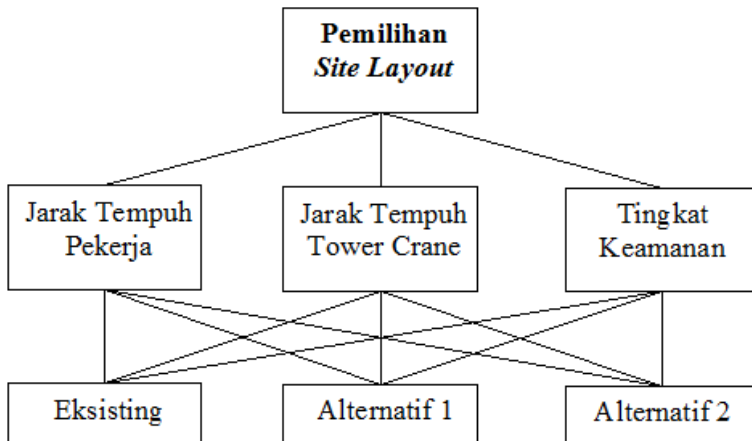 Pemilihan
Site Layout
Jarak Tempuh
Pekerja
Jarak Tempuh
Tower Crane
Tingkat
Keamanan
Eksisting
Alternatif 1
Alternatif 2